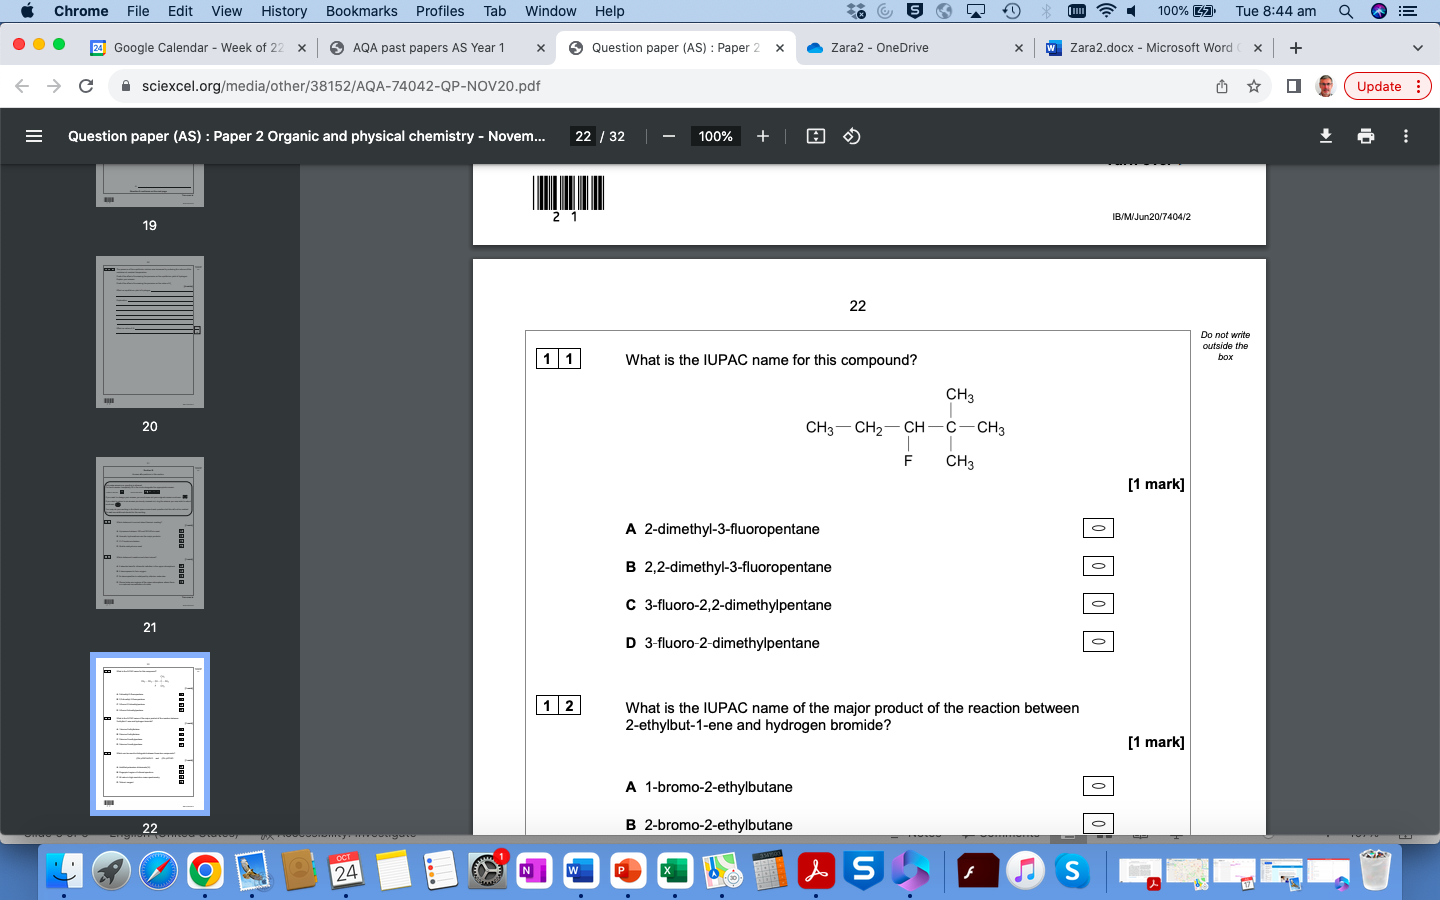 Chrome File Edit View History Bookmarks Profiles Tab Window Help 100% Tue 8:44 am
24 Google Calendar - Week of 22 × AQA past papers AS Year 1 × Question paper (AS) : Paper 2 × Zara2 - OneDrive × Zara2.docx - Microsoft Word × +
sciexcel.org/media/other/38152/AQA-74042-QP-NOV20.pdf Update
Question paper (AS) : Paper 2 Organic and physical chemistry - Novem... 22 / 32 — 100% +
19
20
21
22
2 1
IB/M/Jun20/7404/2
22
Do not write
outside the
box
1 1 What is the IUPAC name for this compound?
CH3
CH3 — CH2 — CH — C — CH3
F CH3
[1 mark]
A 2-dimethyl-3-fluoropentane
B 2,2-dimethyl-3-fluoropentane
C 3-fluoro-2,2-dimethylpentane
D 3-fluoro-2-dimethylpentane
1 2 What is the IUPAC name of the major product of the reaction between
2-ethylbut-1-ene and hydrogen bromide?
[1 mark]
A 1-bromo-2-ethylbutane
B 2-bromo-2-ethylbutane
OCT
24
1